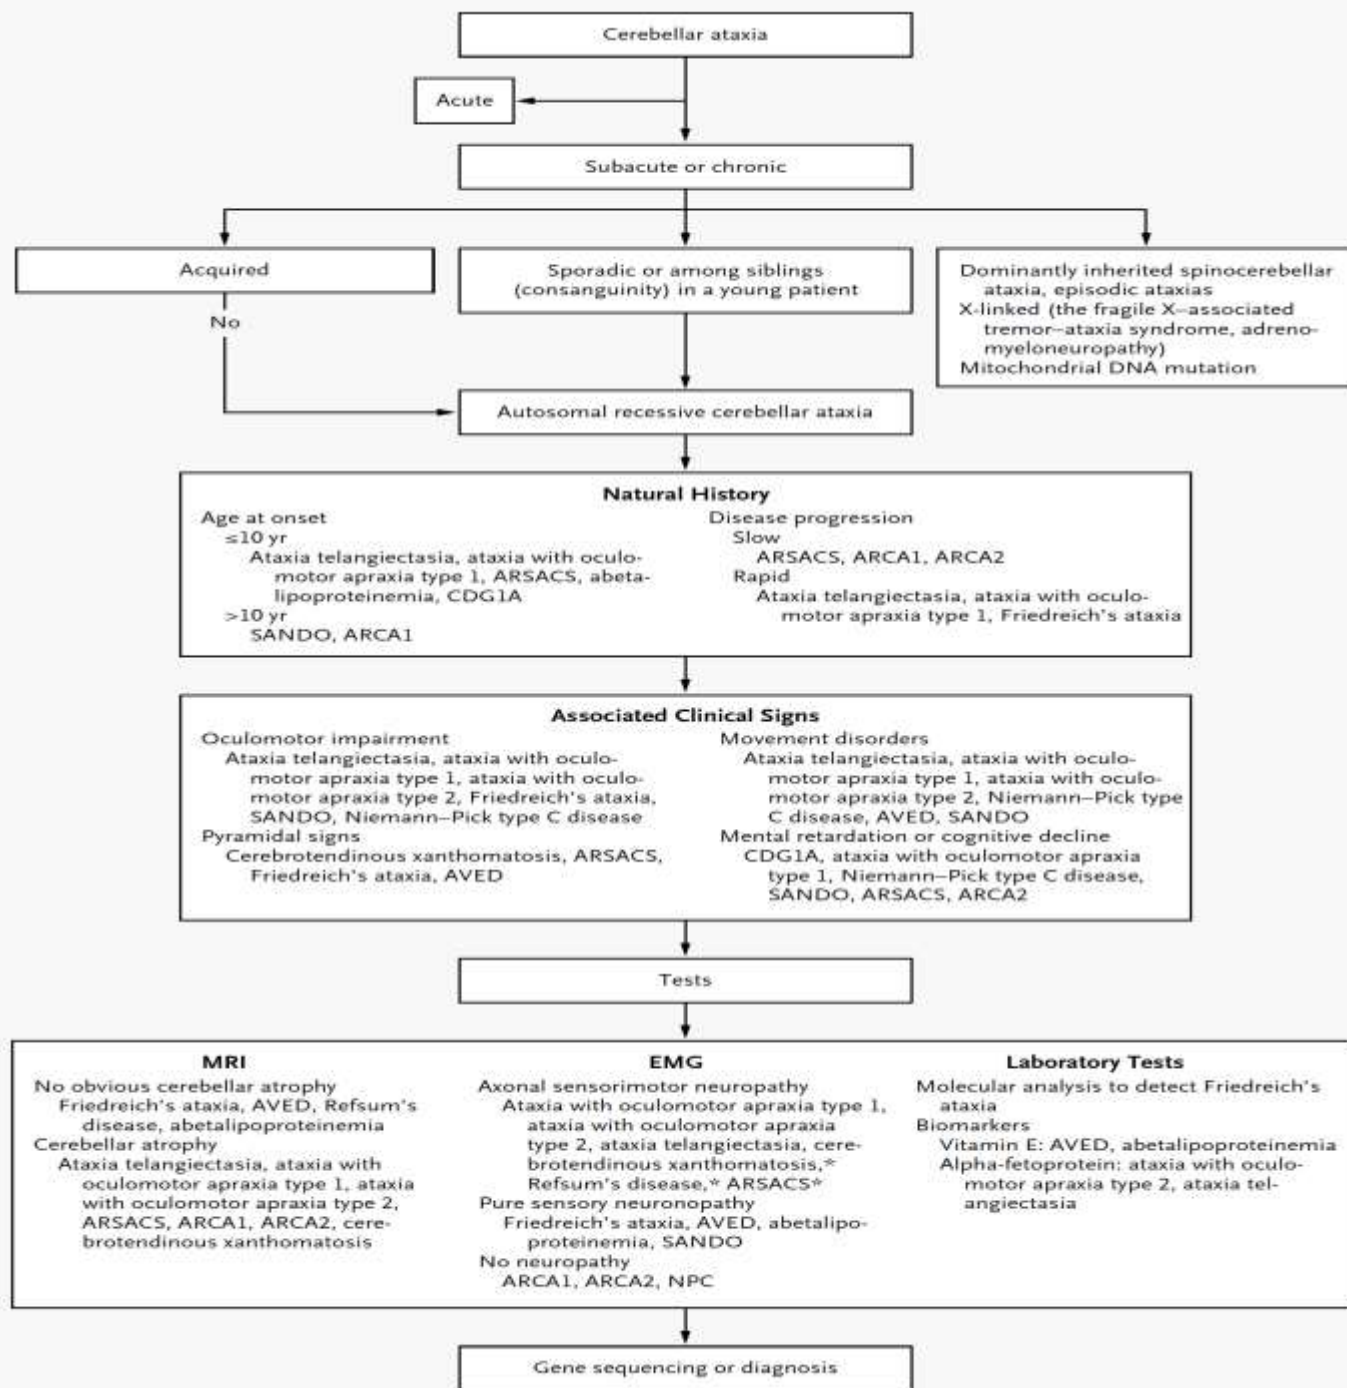 Cerebellar ataxia
Acute
Subacute or chronic
Acquired
No
Sporadic or among siblings
(consanguinity) in a young patient
Dominantly inherited spinocerebellar
ataxia, episodic ataxias
X-linked (the fragile X–associated
tremor–ataxia syndrome, adreno-
myeloneuropathy)
Mitochondrial DNA mutation
Autosomal recessive cerebellar ataxia
Natural History
Age at onset
≤10 yr
Ataxia telangiectasia, ataxia with oculo-
motor apraxia type 1, ARSACS, abeta-
lipoproteinemia, CDG1A
>10 yr
SANDO, ARCA1
Disease progression
Slow
ARSACS, ARCA1, ARCA2
Rapid
Ataxia telangiectasia, ataxia with oculo-
motor apraxia type 1, Friedreich's ataxia
Associated Clinical Signs
Oculomotor impairment
Ataxia telangiectasia, ataxia with oculo-
motor apraxia type 1, ataxia with oculo-
motor apraxia type 2, Friedreich's ataxia,
SANDO, Niemann–Pick type C disease
Pyramidal signs
Cerebrotendinous xanthomatosis, ARSACS,
Friedreich's ataxia, AVED
Movement disorders
Ataxia telangiectasia, ataxia with oculo-
motor apraxia type 1, ataxia with oculo-
motor apraxia type 2, Niemann–Pick type
C disease, AVED, SANDO
Mental retardation or cognitive decline
CDG1A, ataxia with oculomotor apraxia
type 1, Niemann–Pick type C disease,
SANDO, ARSACS, ARCA2
Tests
MRI
No obvious cerebellar atrophy
Friedreich's ataxia, AVED, Refsum's
disease, abetalipoproteinemia
Cerebellar atrophy
Ataxia telangiectasia, ataxia with
oculomotor apraxia type 1, ataxia
with oculomotor apraxia type 2,
ARSACS, ARCA1, ARCA2, cere-
brotendinous xanthomatosis
EMG
Axonal sensorimotor neuropathy
Ataxia with oculomotor apraxia type 1,
ataxia with oculomotor apraxia
type 2, ataxia telangiectasia, cere-
brotendinous xanthomatosis,*
Refsum's disease,* ARSACS*
Pure sensory neuronopathy
Friedreich's ataxia, AVED, abetalipo-
proteinemia, SANDO
No neuropathy
ARCA1, ARCA2, NPC
Laboratory Tests
Molecular analysis to detect Friedreich's
ataxia
Biomarkers
Vitamin E: AVED, abetalipoproteinemia
Alpha-fetoprotein: ataxia with oculo-
motor apraxia type 2, ataxia tel-
angiectasia
Gene sequencing or diagnosis